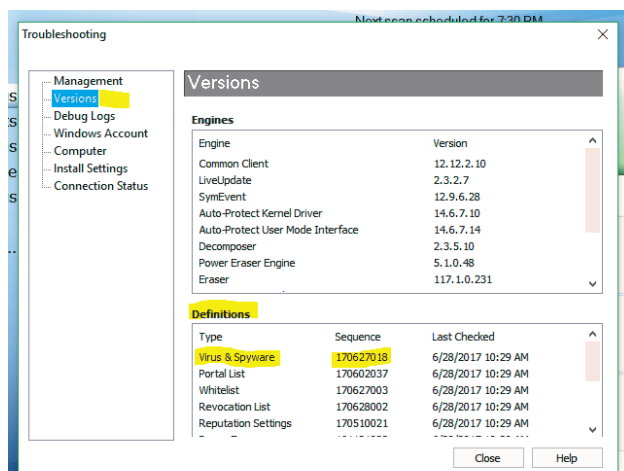 Next scan scheduled for 7:30 PM
Troubleshooting
Management
Versions
Debug Logs
Windows Account
Computer
Install Settings
Connection Status
Versions
Engines
Engine Version
Common Client 12.12.2.10
LiveUpdate 2.3.2.7
SymEvent 12.9.6.28
Auto-Protect Kernel Driver 14.6.7.10
Auto-Protect User Mode Interface 14.6.7.14
Decomposer 2.3.5.10
Power Eraser Engine 5.1.0.48
Eraser 117.1.0.231
Definitions
Type Sequence Last Checked
Virus & Spyware 170627018 6/28/2017 10:29 AM
Portal List 170602037 6/28/2017 10:29 AM
Whitelist 170627003 6/28/2017 10:29 AM
Revocation List 170628002 6/28/2017 10:29 AM
Reputation Settings 170510021 6/28/2017 10:29 AM
Close Help